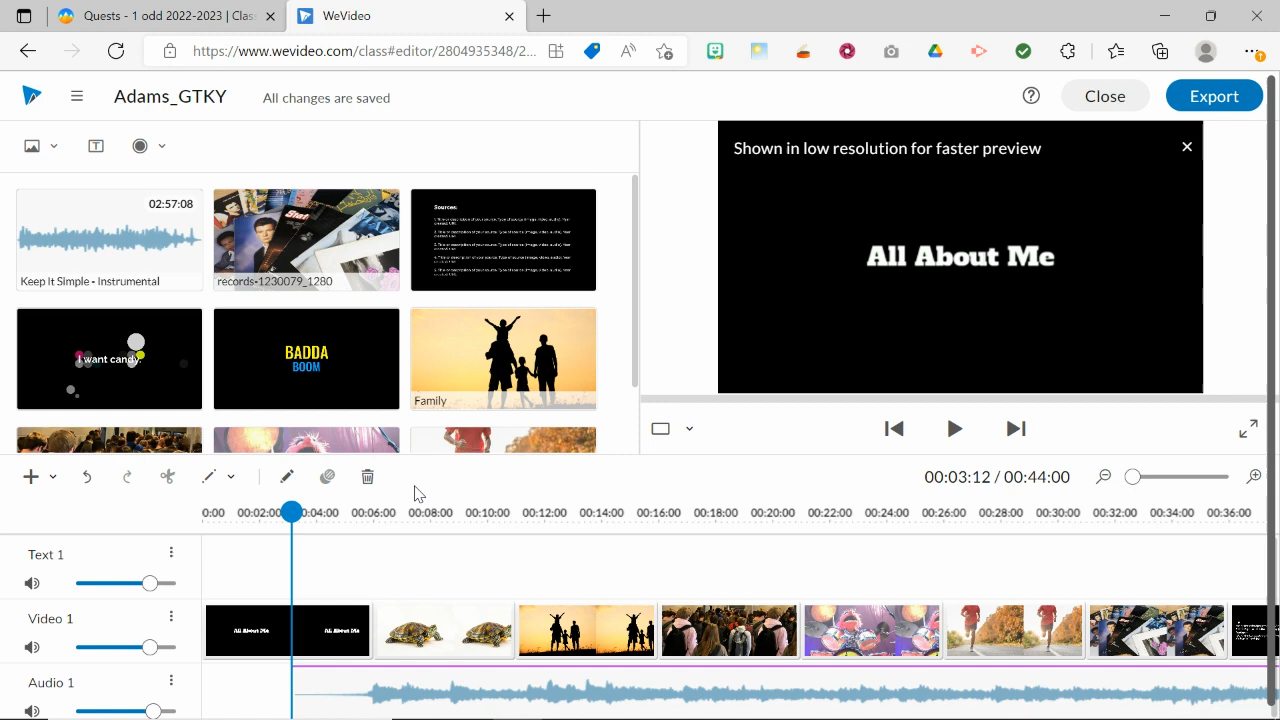 Quests - 1 odd 2022-2023 | Clas
WeVideo
https://www.wevideo.com/class#editor/2804935348/2...
Adams_GTKY
All changes are saved
Close
Export
02:57:08
Keep It Simple - Instrumental
records-1230079_1280
Sources:
I want candy.
BADDA
BOOM
Family
Shown in low resolution for faster preview
All About Me
00:03:12 / 00:44:00
0:00 00:02:00 0:04:00 00:06:00 00:08:00 00:10:00 00:12:00 00:14:00 00:16:00 00:18:00 00:20:00 00:22:00 00:24:00 00:26:00 00:28:00 00:30:00 00:32:00 00:34:00 00:36:00
Text 1
Video 1
All About Me All About Me
Audio 1